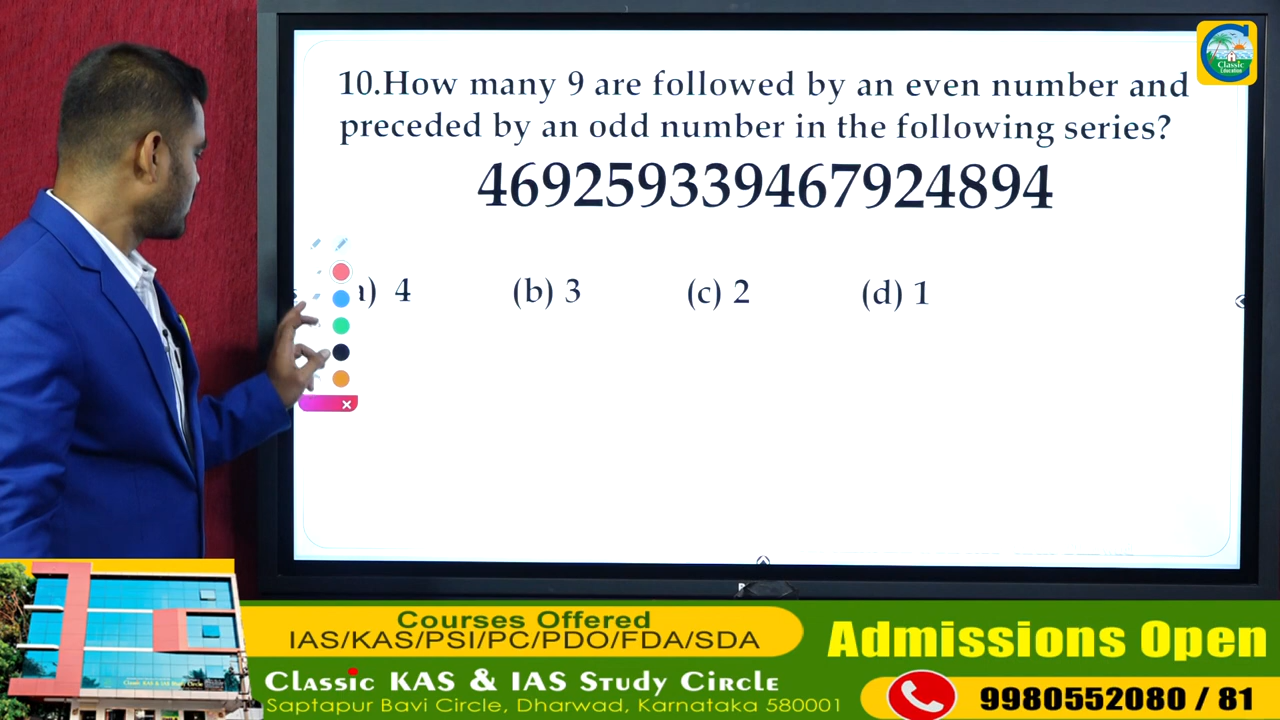 10.How many 9 are followed by an even number and
preceded by an odd number in the following series?
469259339467924894
a) 4 (b) 3 (c) 2 (d) 1
Classic
Education
Courses Offered
IAS/KAS/PSI/PC/PDO/FDA/SDA
Classic KAS & IAS Study Circle
Saptapur Bavi Circle, Dharwad, Karnataka 580001
Admissions Open
9980552080 / 81